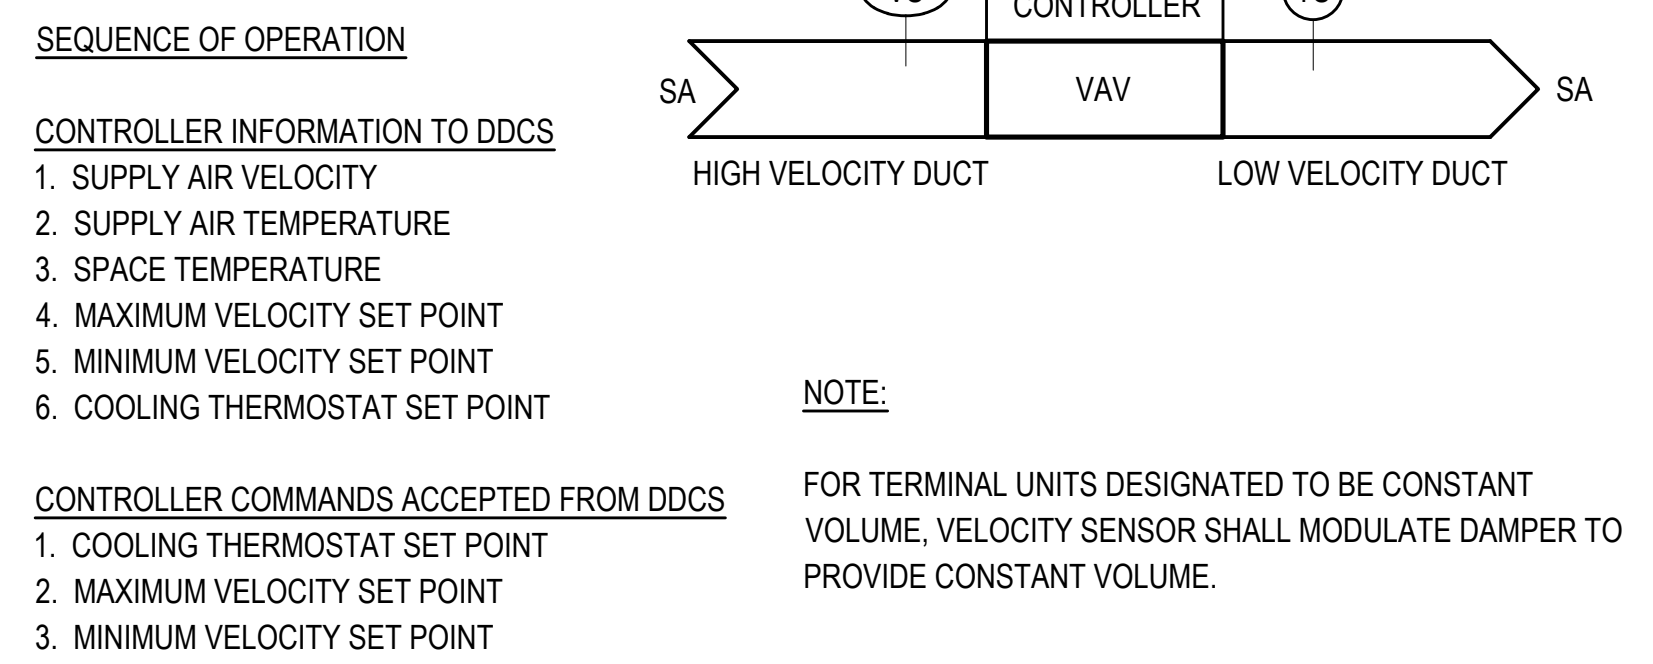 SEQUENCE OF OPERATION
CONTROLLER INFORMATION TO DDCS
1. SUPPLY AIR VELOCITY
2. SUPPLY AIR TEMPERATURE
3. SPACE TEMPERATURE
4. MAXIMUM VELOCITY SET POINT
5. MINIMUM VELOCITY SET POINT
6. COOLING THERMOSTAT SET POINT
CONTROLLER COMMANDS ACCEPTED FROM DDCS
1. COOLING THERMOSTAT SET POINT
2. MAXIMUM VELOCITY SET POINT
3. MINIMUM VELOCITY SET POINT
CONTROLLER
SA
VAV
SA
HIGH VELOCITY DUCT
LOW VELOCITY DUCT
NOTE:
FOR TERMINAL UNITS DESIGNATED TO BE CONSTANT
VOLUME, VELOCITY SENSOR SHALL MODULATE DAMPER TO
PROVIDE CONSTANT VOLUME.